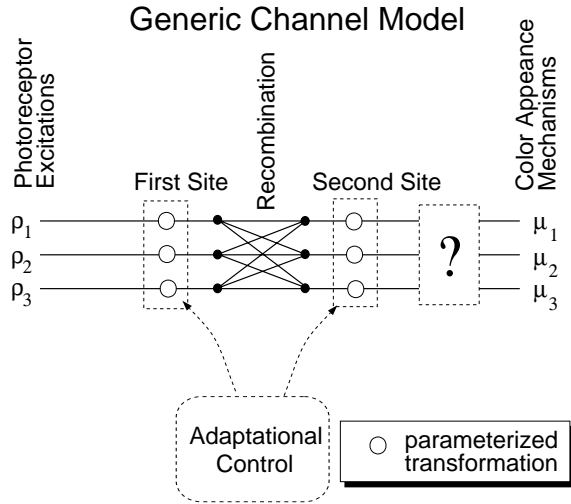 Generic Channel Model
Photoreceptor
Excitations
Recombination
Color Appeance
Mechanisms
First Site
Second Site
ρ1
ρ2
ρ3
?
μ1
μ2
μ3
Adaptational
Control
parameterized
transformation